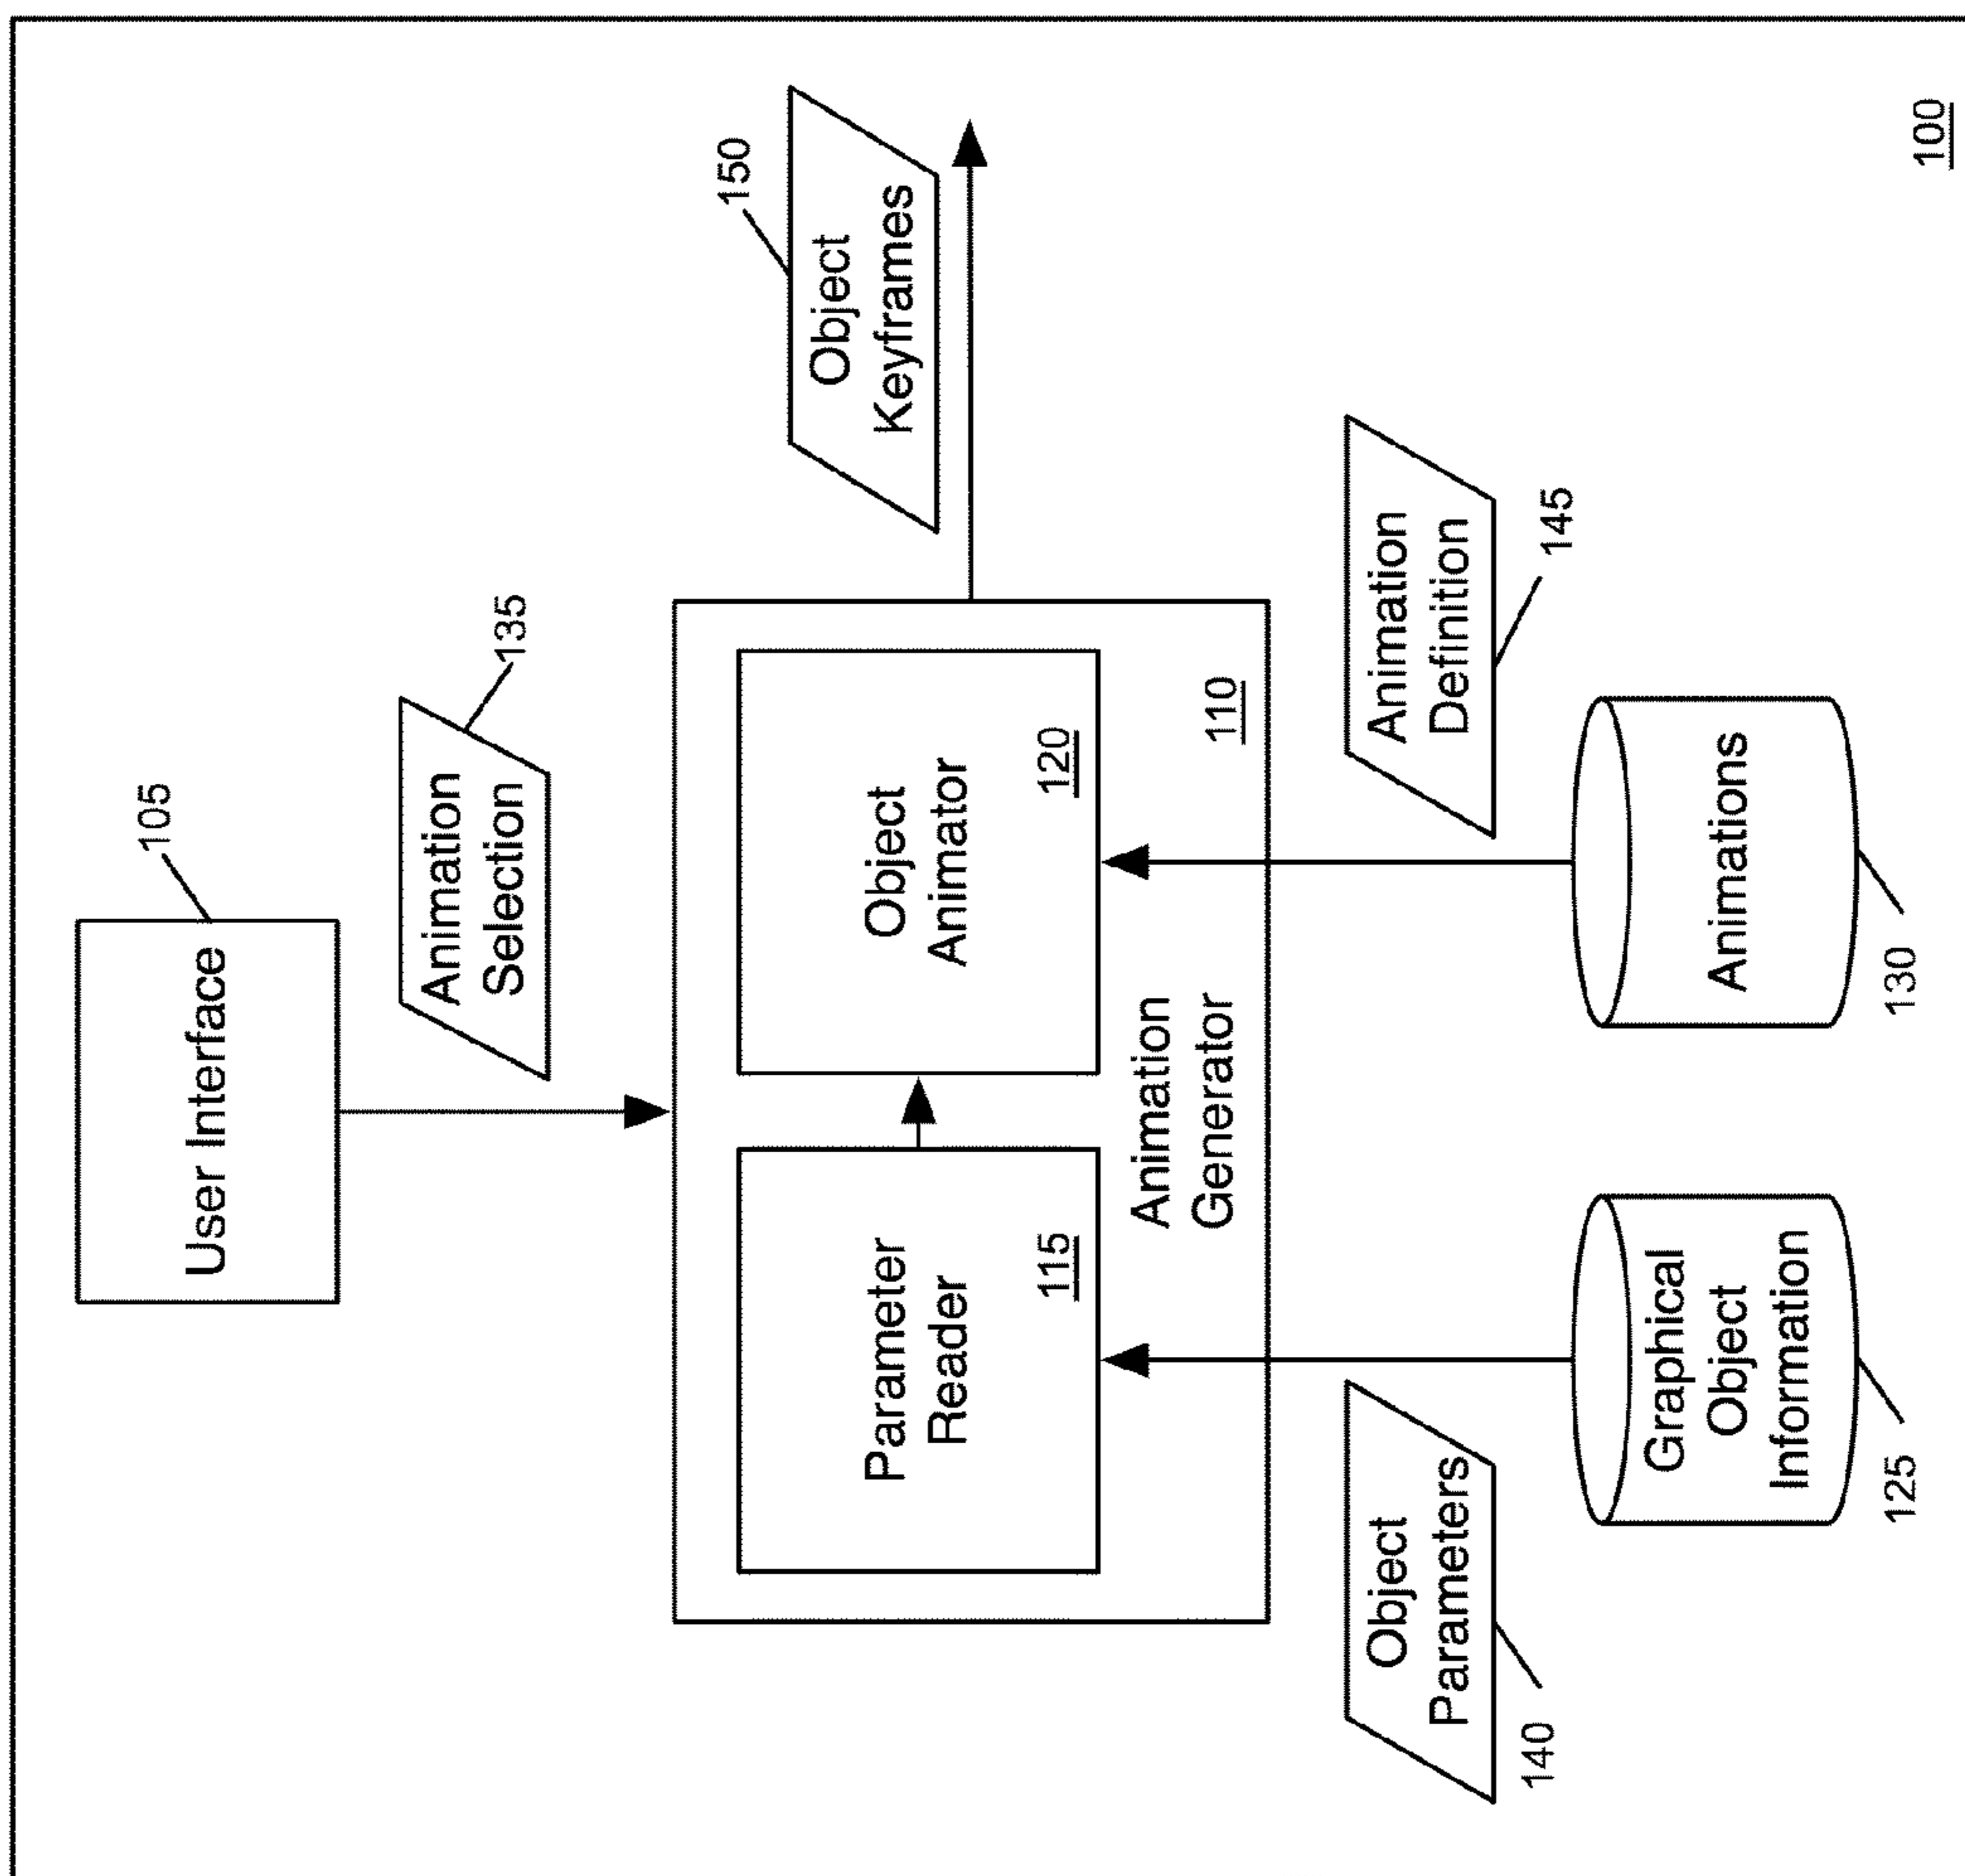 105
User Interface
Animation
Selection
135
150
Object
Keyframes
Parameter
Reader
115
Object
Animator
120
Animation
Generator
110
Object
Parameters
140
Animation
Definition
145
Graphical
Object
Information
125
Animations
130
100